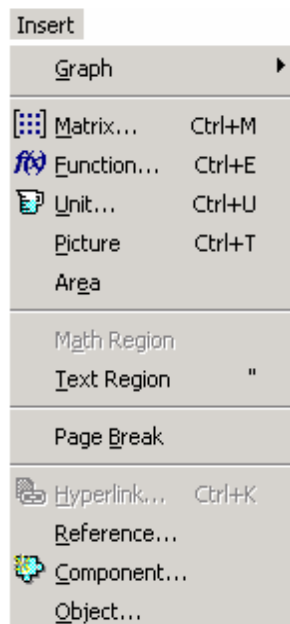 Insert
Graph
Matrix... Ctrl+M
f(x) Function... Ctrl+E
Unit... Ctrl+U
Picture Ctrl+T
Area
Math Region
Text Region "
Page Break
Hyperlink... Ctrl+K
Reference...
Component...
Object...